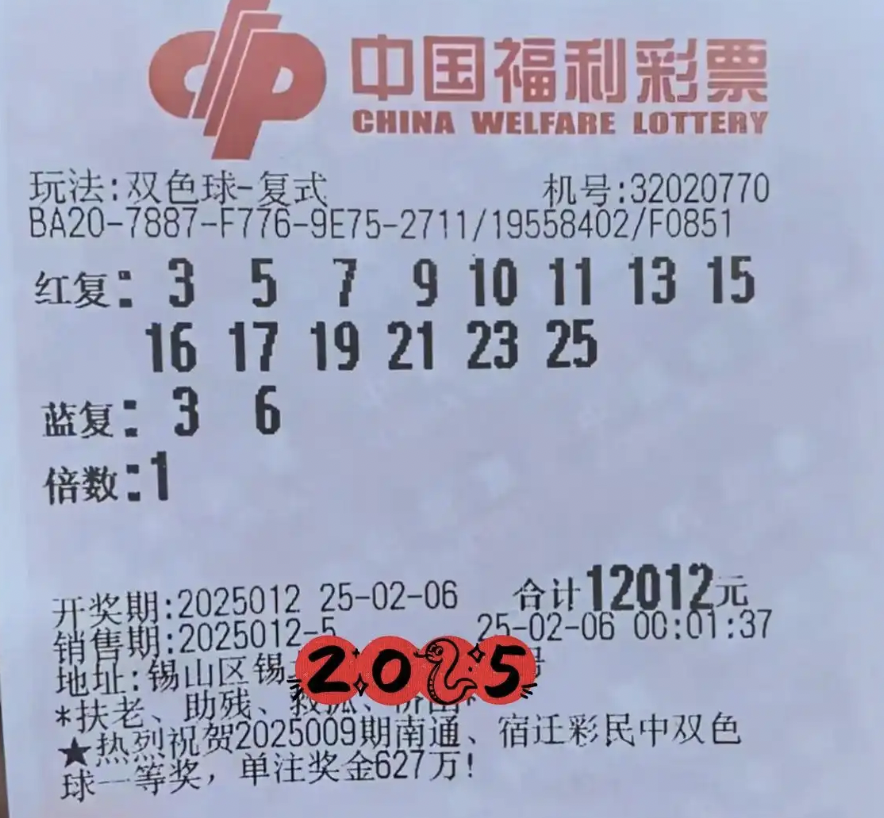 中国福利彩票
CHINA WELFARE LOTTERY
玩法:双色球-复式 机号:32020770
BA20-7887-F776-9E75-2711/19558402/F0851
红复: 3 5 7 9 10 11 13 15
16 17 19 21 23 25
蓝复: 3 6
倍数:1
开奖期:2025012 25-02-06 合计12012元
销售期:2025012-5 25-02-06 00:01:37
地址:锡山区锡 号
2025
*扶老、助残、救孤、济困*
★热烈祝贺2025009期南通、宿迁彩民中双色
球一等奖，单注奖金627万!